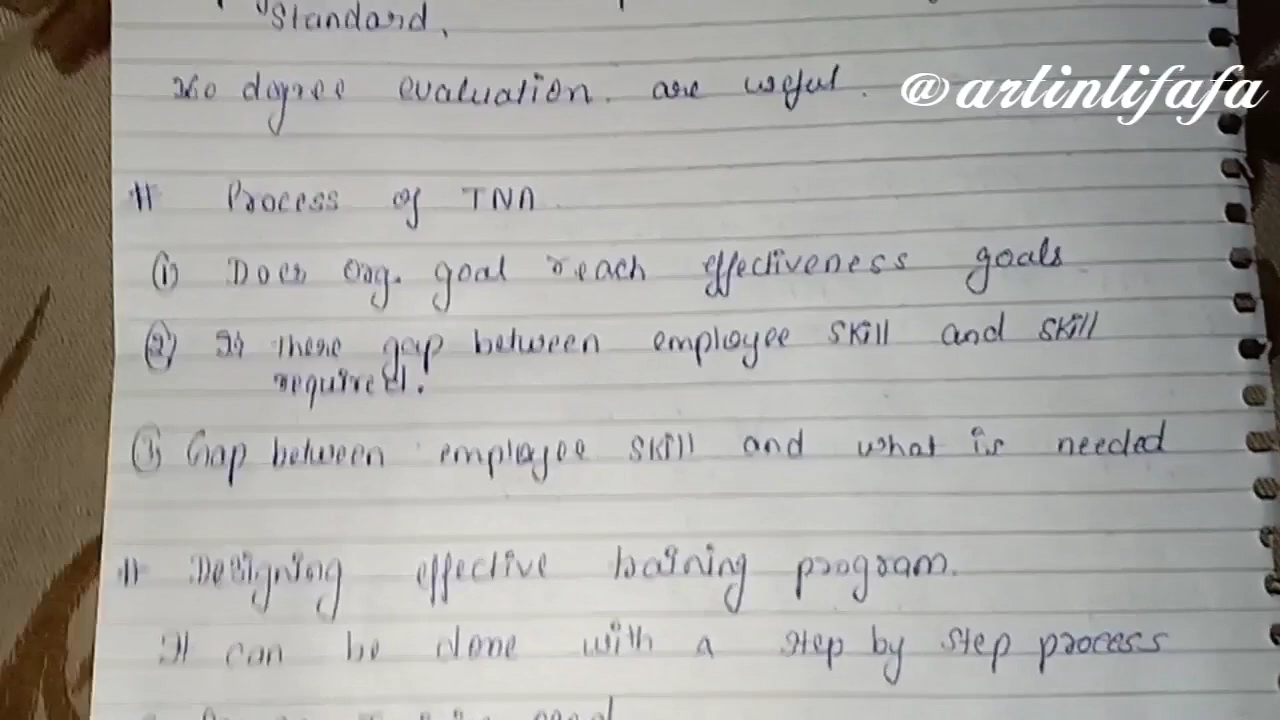 Standard.
360 degree evaluation. are useful.
@artinlifafa
11 Process of TNA
(1) Does Org. goal reach effectiveness goals
(2) Is there gap between employee skill and skill
required.
(3) Gap between employee skill and what is needed
11 Designing effective training program.
It can be done with a step by step process